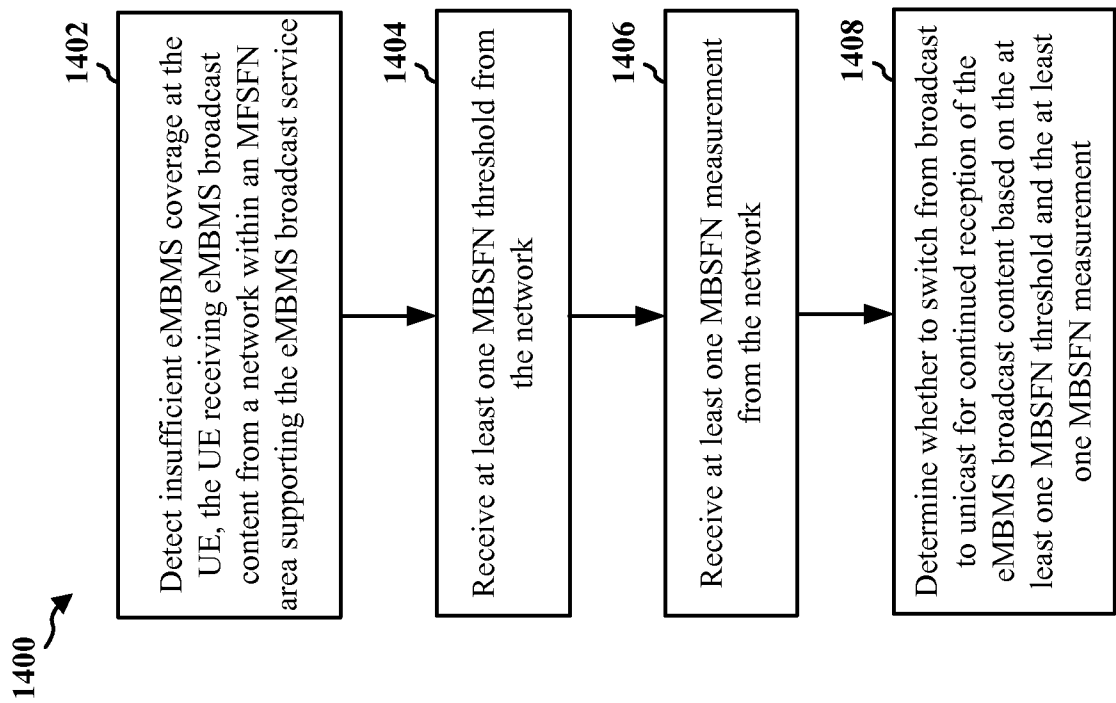 1400
1402
Detect insufficient eMBMS coverage at the
UE, the UE receiving eMBMS broadcast
content from a network within an MFSFN
area supporting the eMBMS broadcast service
1404
Receive at least one MBSFN threshold from
the network
1406
Receive at least one MBSFN measurement
from the network
1408
Determine whether to switch from broadcast
to unicast for continued reception of the
eMBMS broadcast content based on the at
least one MBSFN threshold and the at least
one MBSFN measurement